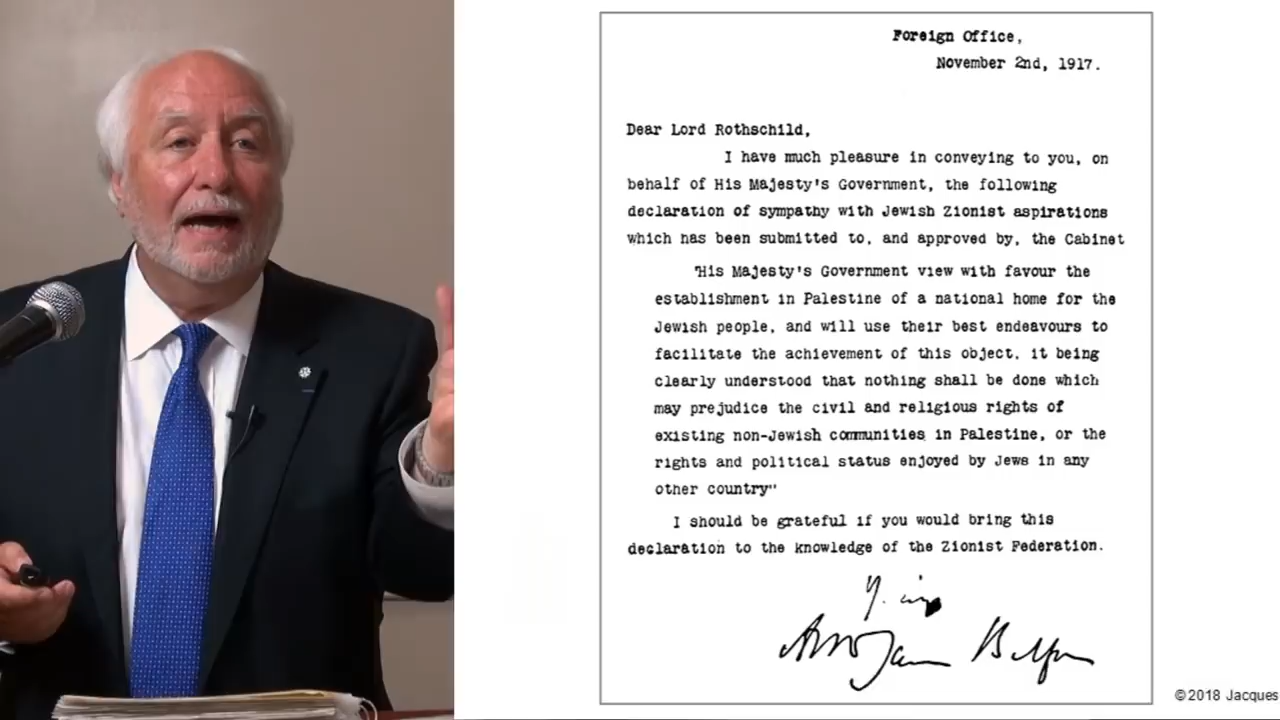 Foreign Office,
November 2nd, 1917.
Dear Lord Rothschild,
I have much pleasure in conveying to you, on
behalf of His Majesty's Government, the following
declaration of sympathy with Jewish Zionist aspirations
which has been submitted to, and approved by, the Cabinet
"His Majesty's Government view with favour the
establishment in Palestine of a national home for the
Jewish people, and will use their best endeavours to
facilitate the achievement of this object, it being
clearly understood that nothing shall be done which
may prejudice the civil and religious rights of
existing non-Jewish communities in Palestine, or the
rights and political status enjoyed by Jews in any
other country"
I should be grateful if you would bring this
declaration to the knowledge of the Zionist Federation.
Balfour
©2018 Jacques